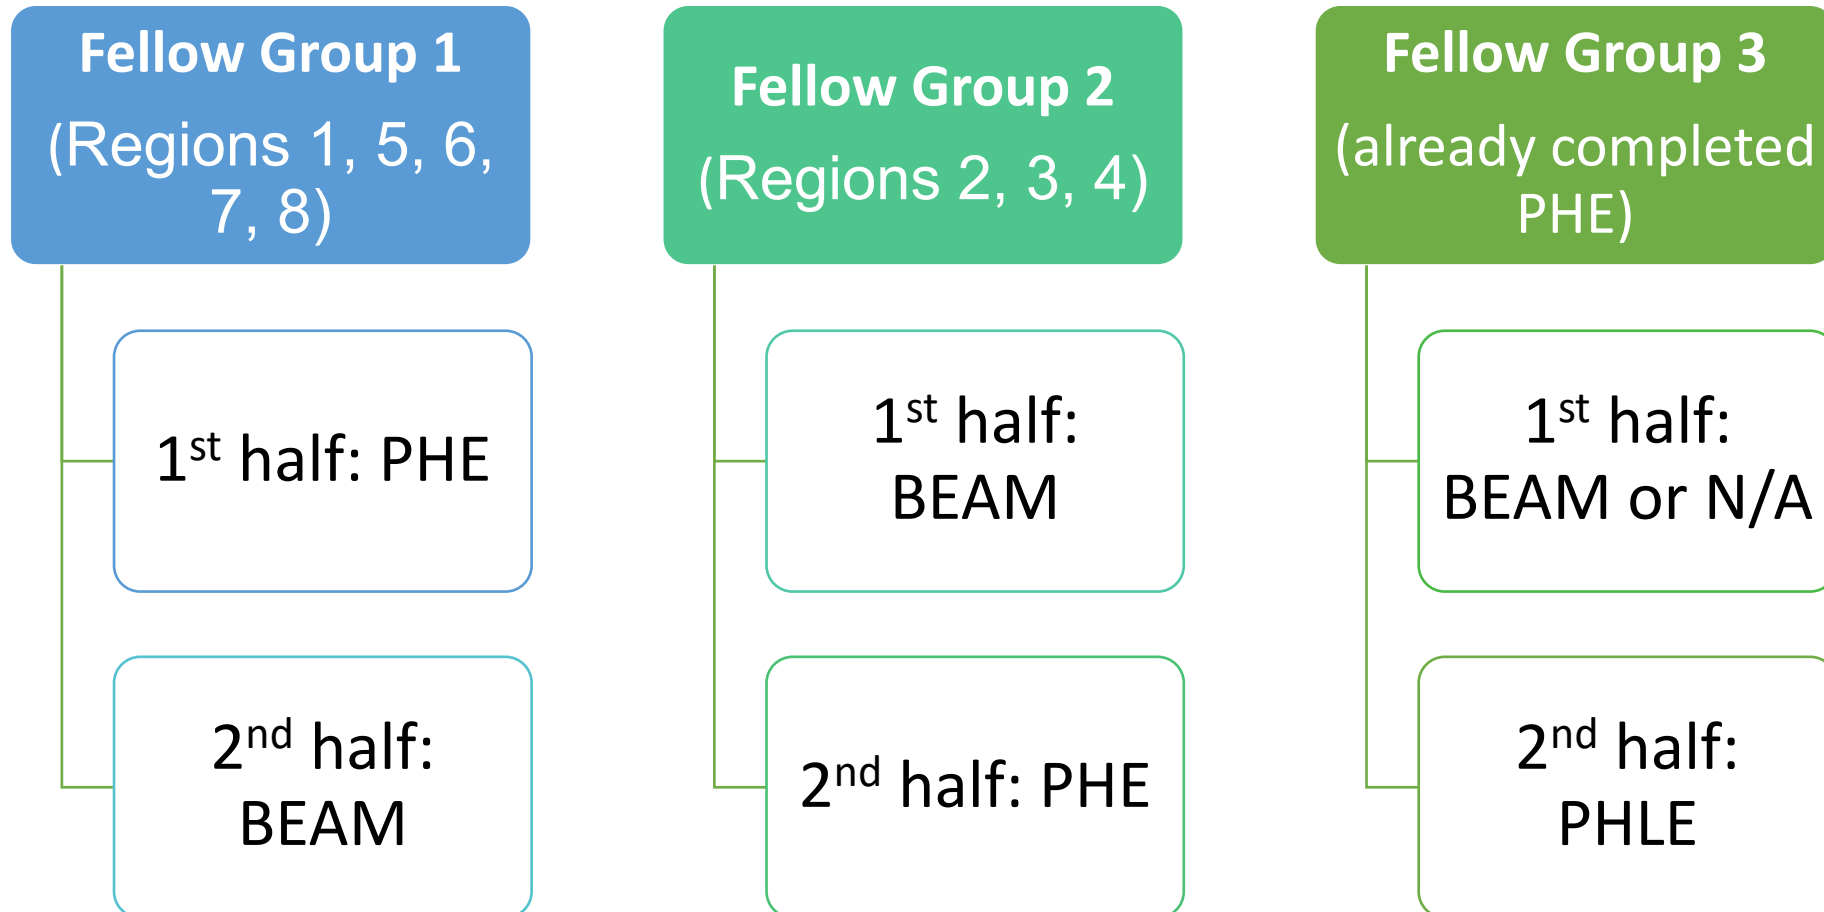 Fellow Group 1
(Regions 1, 5, 6,
7, 8)
1st half: PHE
2nd half:
BEAM
Fellow Group 2
(Regions 2, 3, 4)
1st half:
BEAM
2nd half: PHE
Fellow Group 3
(already completed
PHE)
1st half:
BEAM or N/A
2nd half:
PHLE